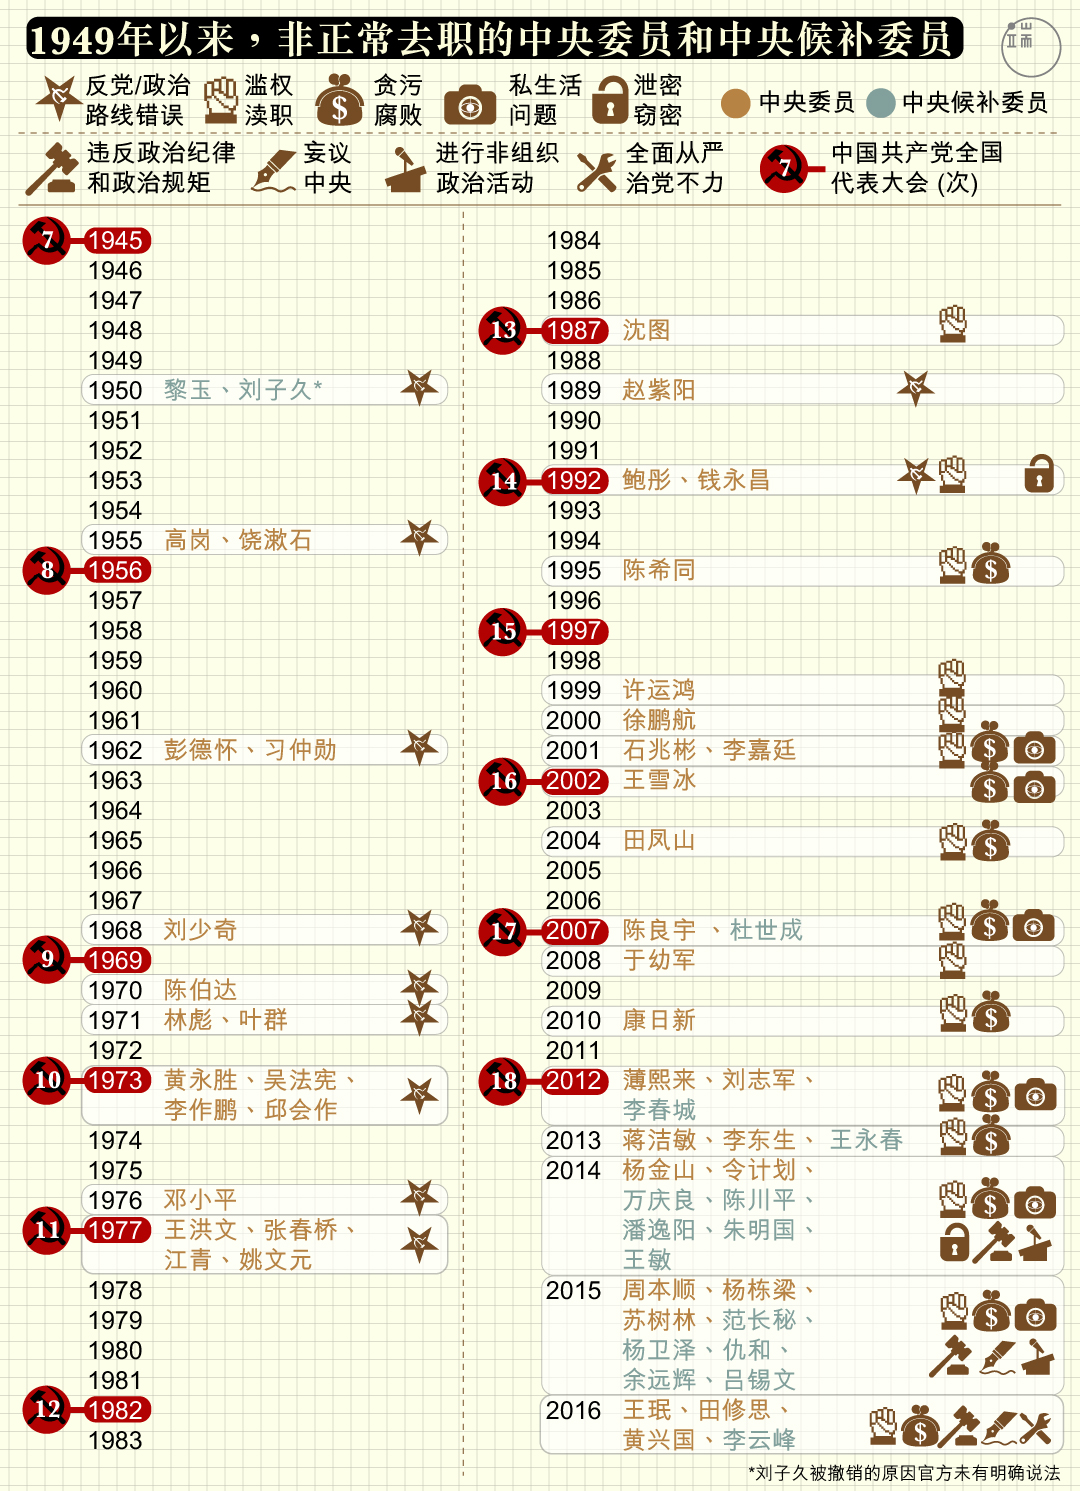 1949年以来，非正常去职的中央委员和中央候补委员
端
反党/政治
路线错误
滥权
渎职
贪污
腐败
私生活
问题
泄密
窃密
中央委员
中央候补委员
违反政治纪律
和政治规矩
妄议
中央
进行非组织
政治活动
全面从严
治党不力
7
中国共产党全国
代表大会 (次)
7 1945
1946
1947
1948
1949
1950 黎玉、刘子久*
1951
1952
1953
1954
1955 高岗、饶漱石
8 1956
1957
1958
1959
1960
1961
1962 彭德怀、习仲勋
1963
1964
1965
1966
1967
1968 刘少奇
9 1969
1970 陈伯达
1971 林彪、叶群
1972
10 1973 黄永胜、吴法宪、
李作鹏、邱会作
1974
1975
1976 邓小平
11 1977 王洪文、张春桥、
江青、姚文元
1978
1979
1980
1981
12 1982
1983
1984
1985
1986
13 1987 沈图
1988
1989 赵紫阳
1990
1991
14 1992 鲍彤、钱永昌
1993
1994
1995 陈希同
1996
15 1997
1998
1999 许运鸿
2000 徐鹏航
2001 石兆彬、李嘉廷
16 2002 王雪冰
2003
2004 田凤山
2005
2006
17 2007 陈良宇 、杜世成
2008 于幼军
2009
2010 康日新
2011
18 2012 薄熙来、刘志军、
李春城
2013 蒋洁敏、李东生、 王永春
2014 杨金山、令计划、
万庆良、陈川平、
潘逸阳、朱明国、
王敏
2015 周本顺、杨栋梁、
苏树林、范长秘、
杨卫泽、仇和、
余远辉、吕锡文
2016 王珉、田修思、
黄兴国、李云峰
*刘子久被撤销的原因官方未有明确说法